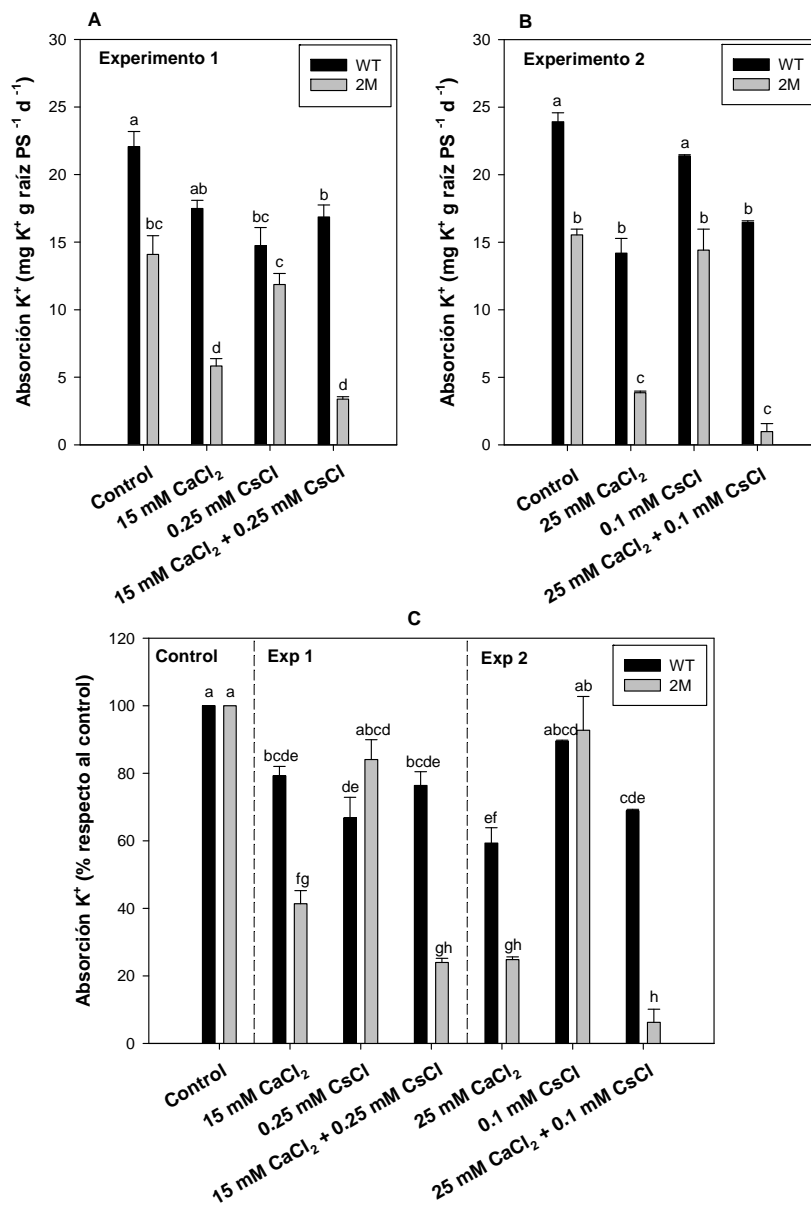 A
Experimento 1
WT
2M
Absorción K⁺ (mg K⁺ g raíz PS ⁻¹ d ⁻¹)
30
25
20
15
10
5
0
a
bc
ab
d
bc
c
b
d
Control
15 mM CaCl₂
0.25 mM CsCl
15 mM CaCl₂ + 0.25 mM CsCl
B
Experimento 2
WT
2M
Absorción K⁺ (mg K⁺ g raíz PS ⁻¹ d ⁻¹)
30
25
20
15
10
5
0
a
b
b
c
a
b
b
c
Control
25 mM CaCl₂
0.1 mM CsCl
25 mM CaCl₂ + 0.1 mM CsCl
C
Control
Exp 1
Exp 2
WT
2M
Absorción K⁺ (% respecto al control)
120
100
80
60
40
20
0
a
a
bcde
fg
de
abcd
bcde
gh
ef
gh
abcd
ab
cde
h
Control
15 mM CaCl₂
0.25 mM CsCl
15 mM CaCl₂ + 0.25 mM CsCl
25 mM CaCl₂
0.1 mM CsCl
25 mM CaCl₂ + 0.1 mM CsCl